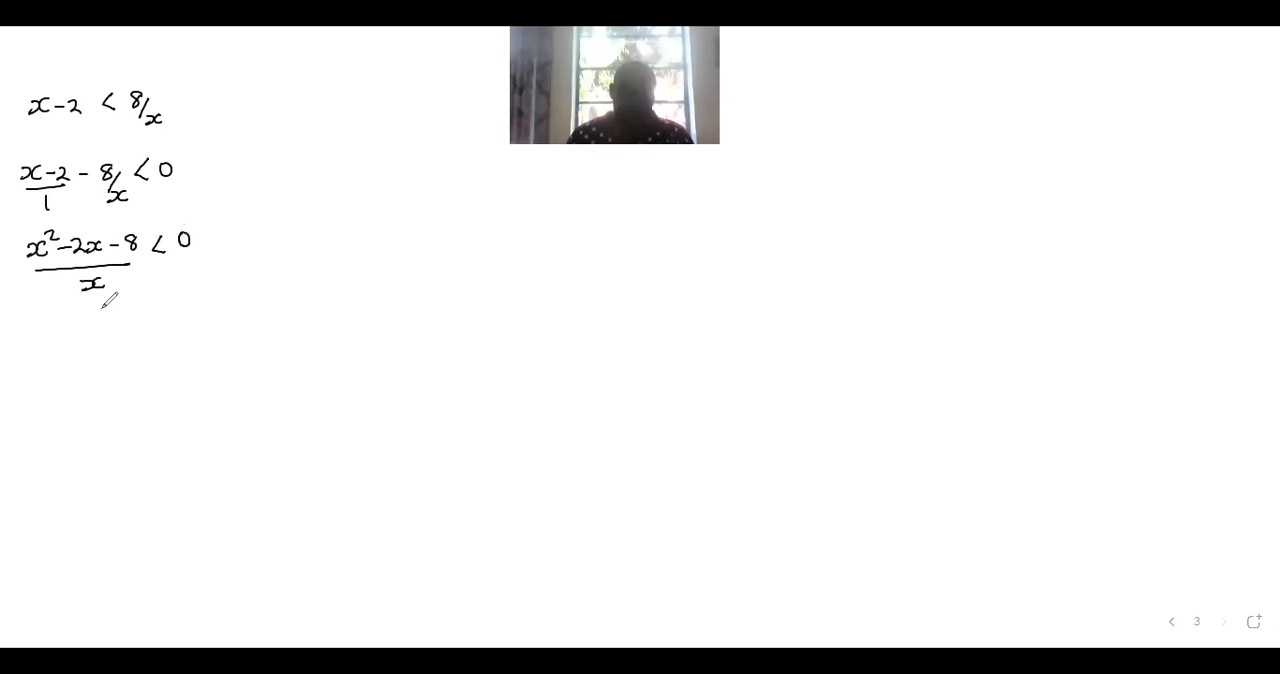 x-2 < 8/x
x-2/1 - 8/x < 0
x²-2x-8/x < 0
< 3 >